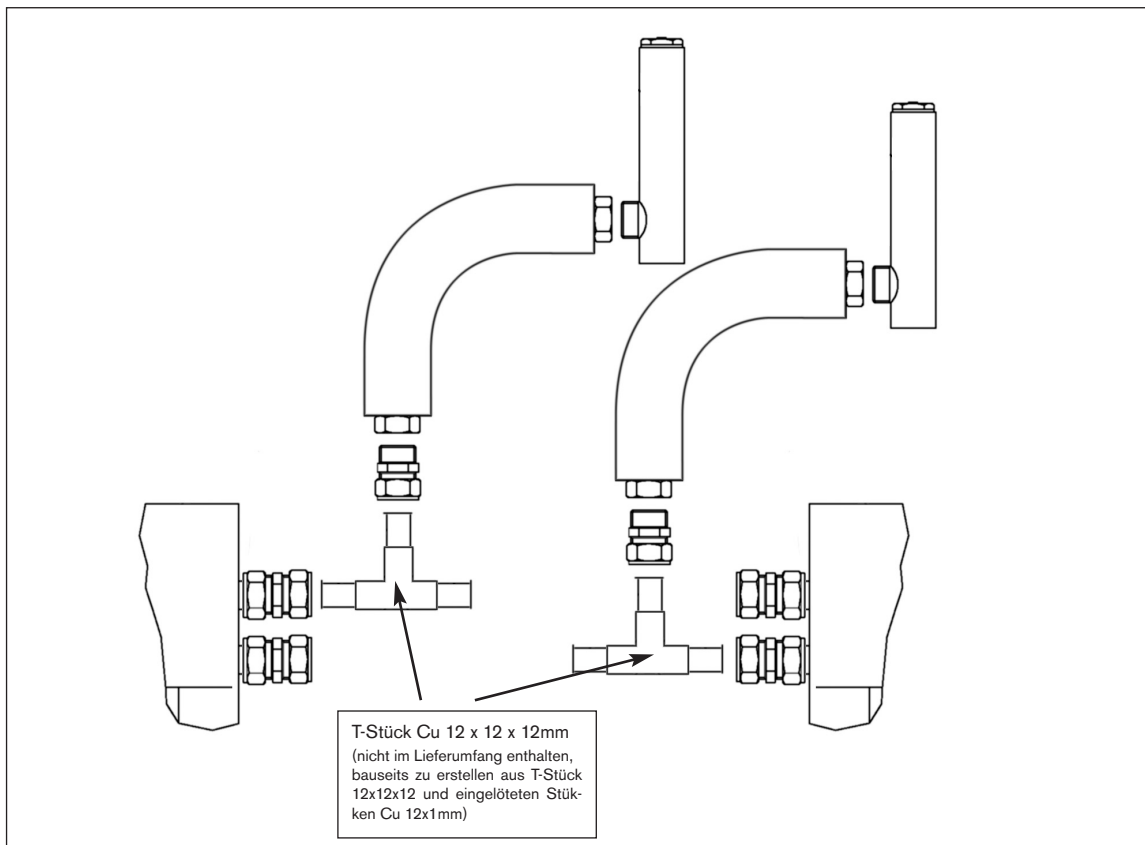 T-Stück Cu 12 x 12 x 12mm
(nicht im Lieferumfang enthalten,
bauseits zu erstellen aus T-Stück
12x12x12 und eingelöteten Stük-
ken Cu 12x1mm)